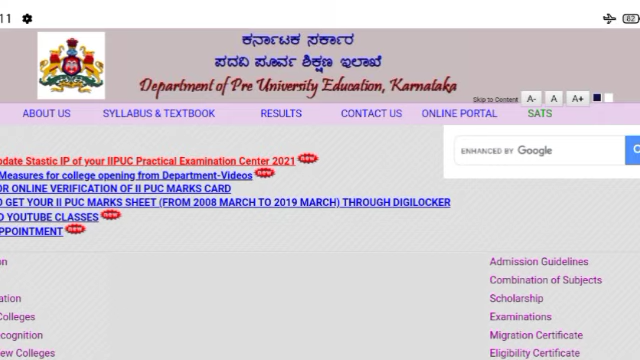 11
62
ಕರ್ನಾಟಕ ಸರ್ಕಾರ
ಪದವಿ ಪೂರ್ವ ಶಿಕ್ಷಣ ಇಲಾಖೆ
Department of Pre University Education, Karnataka
Skip to Content A- A A+
ABOUT US SYLLABUS & TEXTBOOK RESULTS CONTACT US ONLINE PORTAL SATS
ENHANCED BY Google
pdate Stastic IP of your IIPUC Practical Examination Center 2021 new
Measures for college opening from Department-Videos new
OR ONLINE VERIFICATION OF II PUC MARKS CARD
O GET YOUR II PUC MARKS SHEET (FROM 2008 MARCH TO 2019 MARCH) THROUGH DIGILOCKER
O YOUTUBE CLASSES new
PPOINTMENT new
on
ation
Colleges
cognition
ew Colleges
Admission Guidelines
Combination of Subjects
Scholarship
Examinations
Migration Certificate
Eligibility Certificate